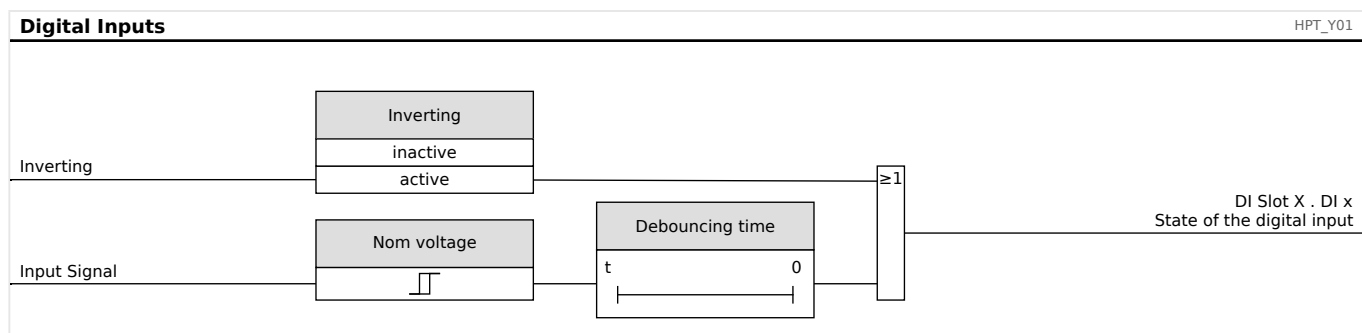 Digital Inputs
HPT_Y01
Inverting
inactive
Inverting
active
≥1
DI Slot X . DI x
State of the digital input
Nom voltage
Debouncing time
Input Signal
t 0